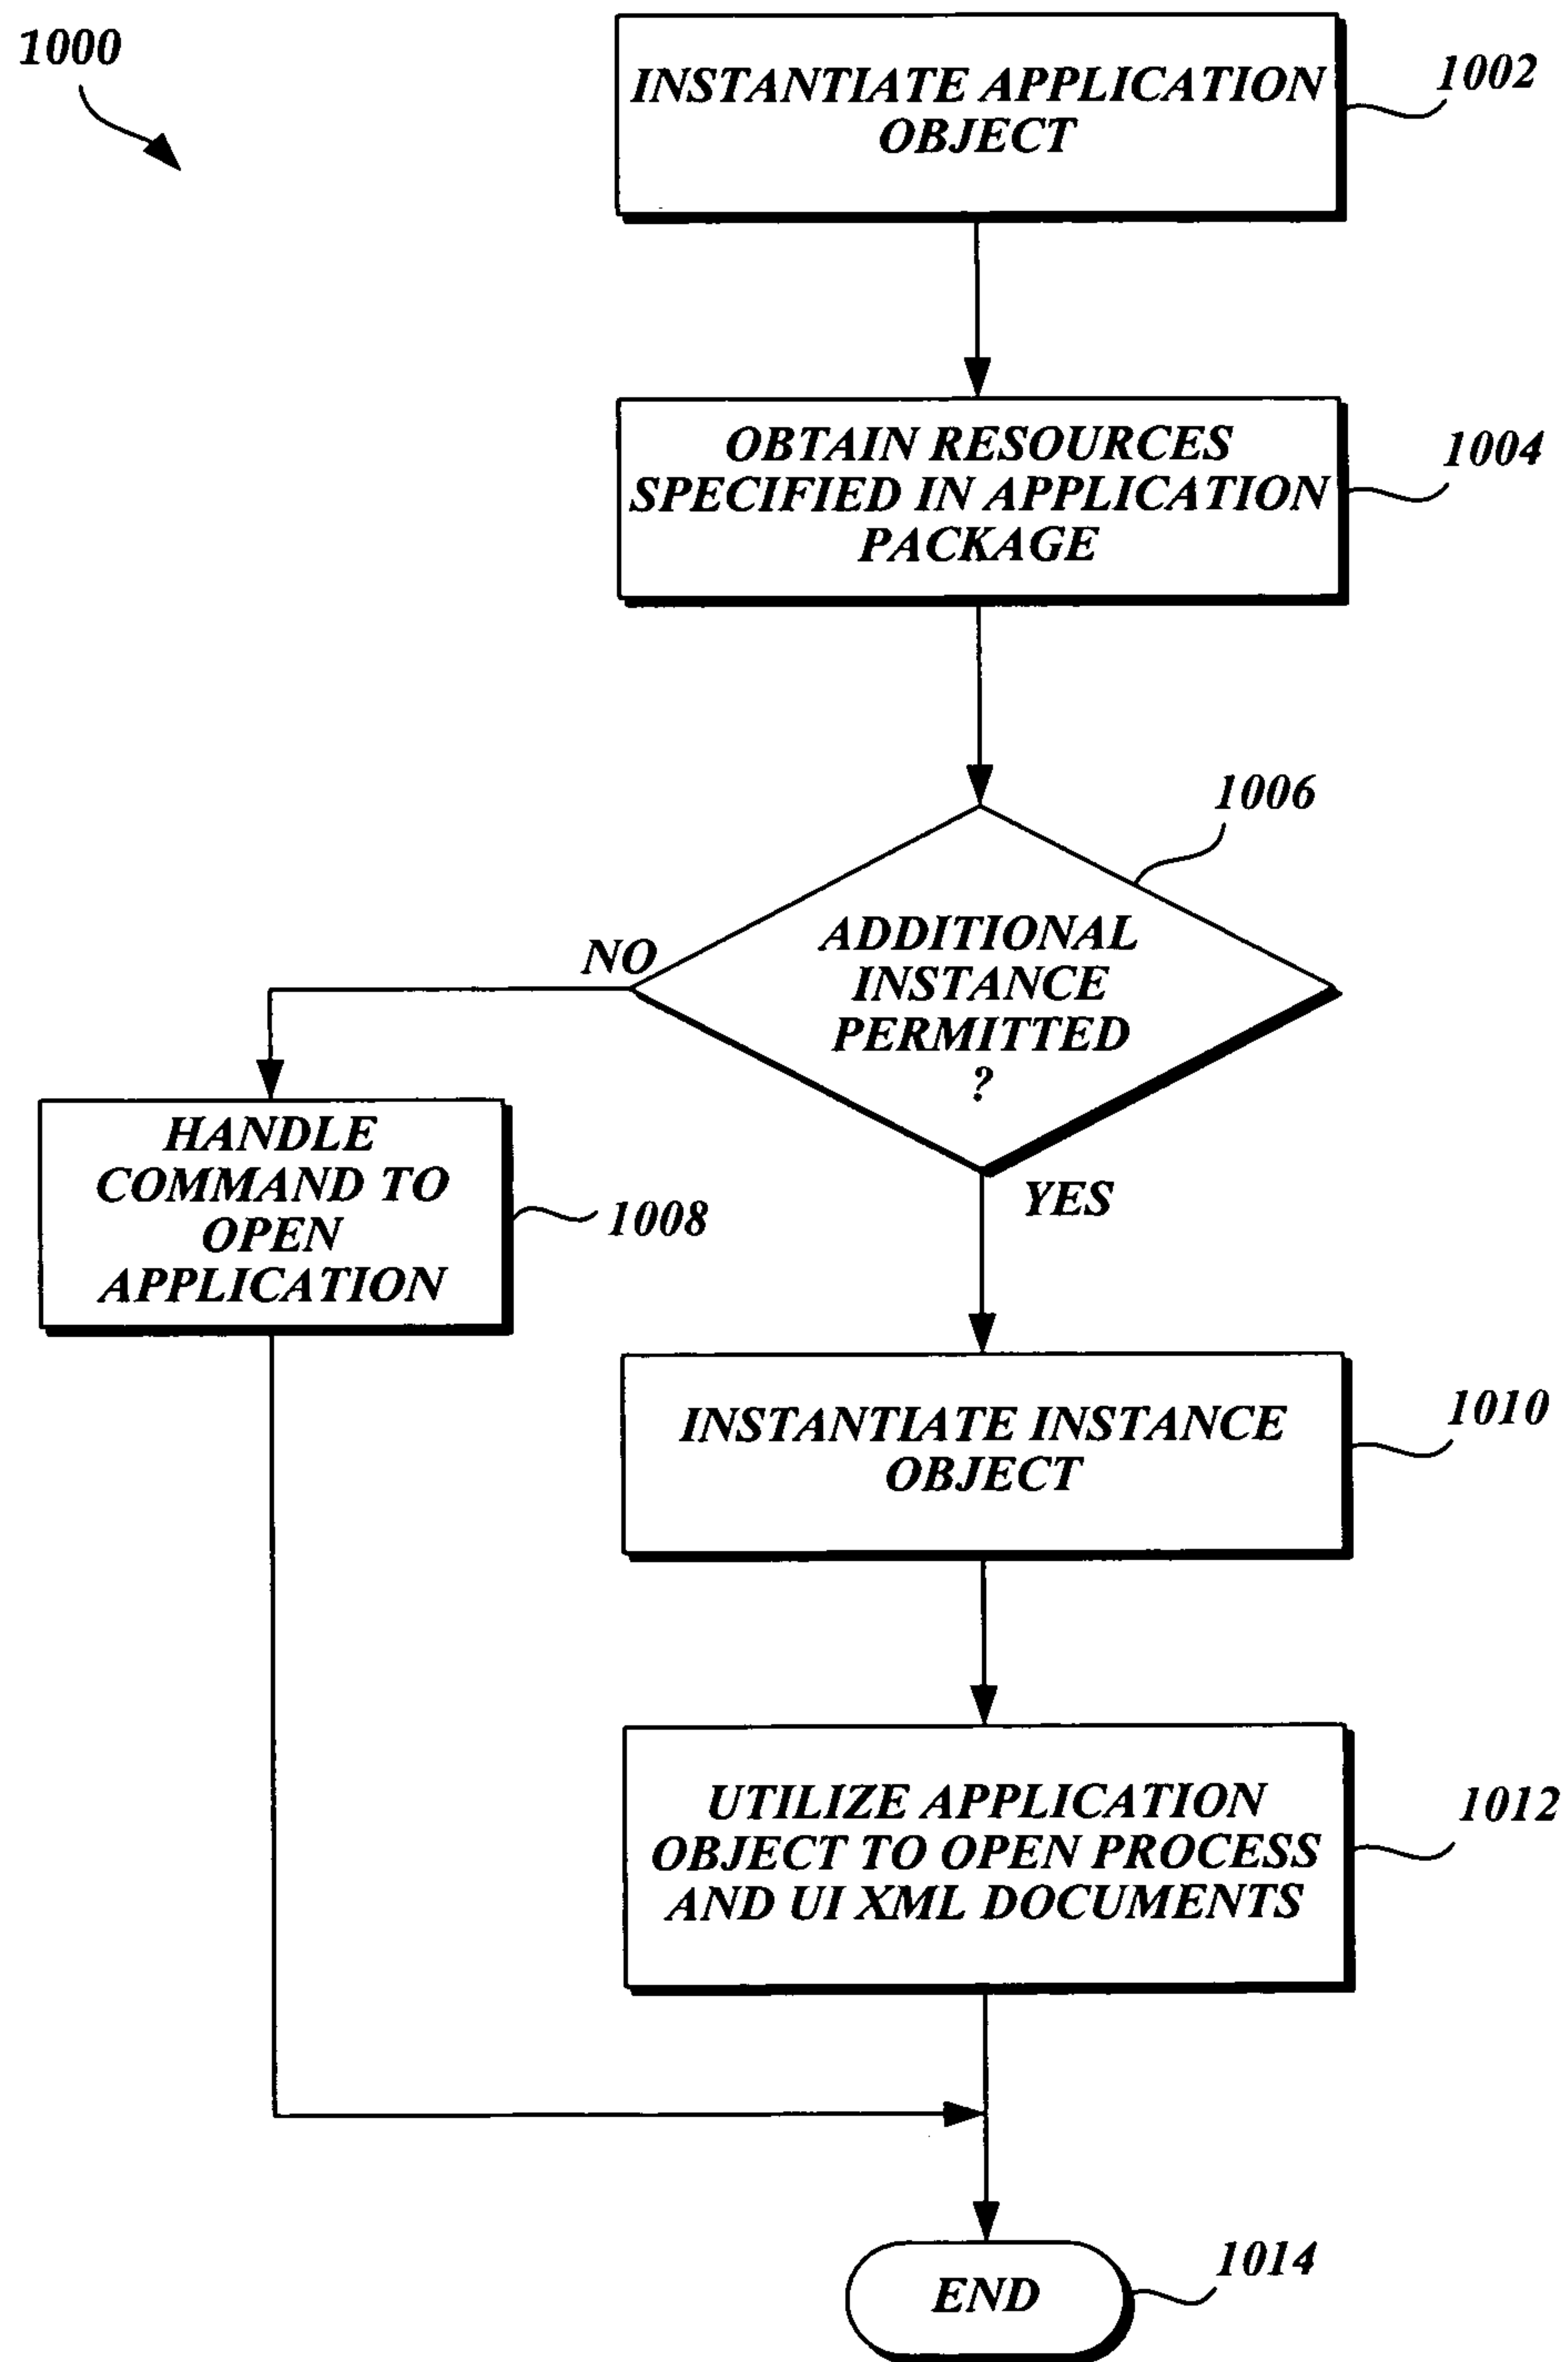 1000
INSTANTIATE APPLICATION
OBJECT
1002
OBTAIN RESOURCES
SPECIFIED IN APPLICATION
PACKAGE
1004
1006
ADDITIONAL
INSTANCE
PERMITTED
?
NO
YES
HANDLE
COMMAND TO
OPEN
APPLICATION
1008
INSTANTIATE INSTANCE
OBJECT
1010
UTILIZE APPLICATION
OBJECT TO OPEN PROCESS
AND UI XML DOCUMENTS
1012
END
1014